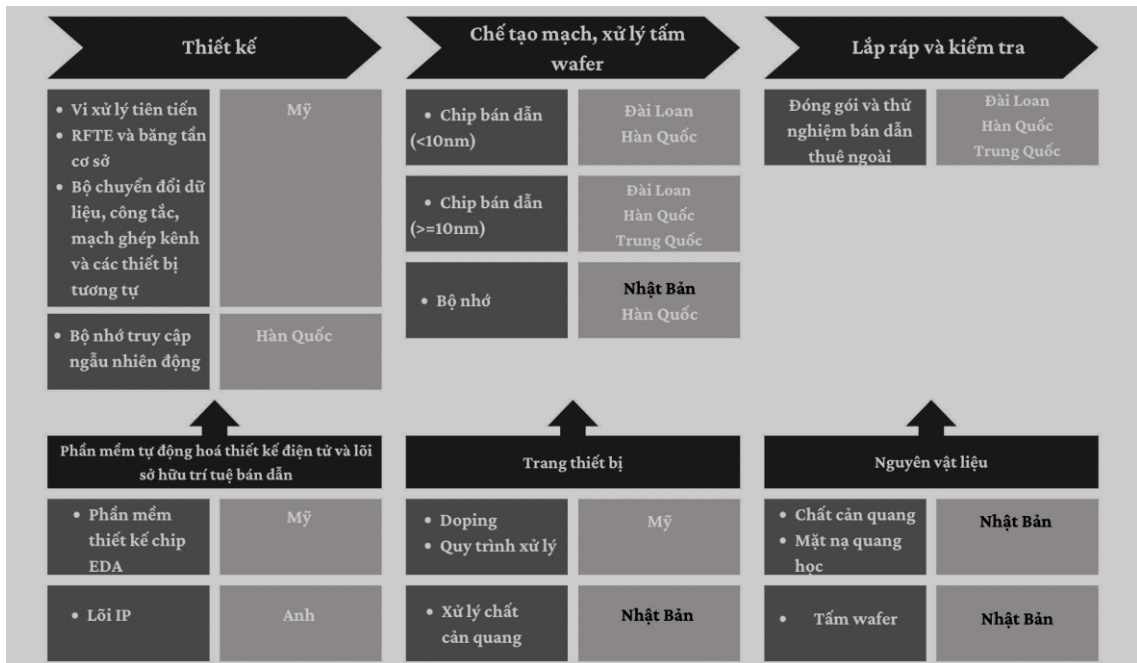 Thiết kế
• Vi xử lý tiên tiến
• RFTE và băng tần
cơ sở
• Bộ chuyển đổi dữ
liệu, công tắc,
mạch ghép kênh
và các thiết bị
tương tự
Mỹ
• Bộ nhớ truy cập
ngẫu nhiên động
Hàn Quốc
Chế tạo mạch, xử lý tấm
wafer
• Chip bán dẫn
(<10nm)
Đài Loan
Hàn Quốc
• Chip bán dẫn
(>=10nm)
Đài Loan
Hàn Quốc
Trung Quốc
• Bộ nhớ
Nhật Bản
Hàn Quốc
Lắp ráp và kiểm tra
Đóng gói và thử
nghiệm bán dẫn
thuê ngoài
Đài Loan
Hàn Quốc
Trung Quốc
Phần mềm tự động hoá thiết kế điện tử và lõi
sở hữu trí tuệ bán dẫn
• Phần mềm
thiết kế chip
EDA
Mỹ
• Lõi IP
Anh
Trang thiết bị
• Doping
• Quy trình xử lý
Mỹ
• Xử lý chất
cản quang
Nhật Bản
Nguyên vật liệu
• Chất cản quang
• Mặt nạ quang
học
Nhật Bản
• Tấm wafer
Nhật Bản